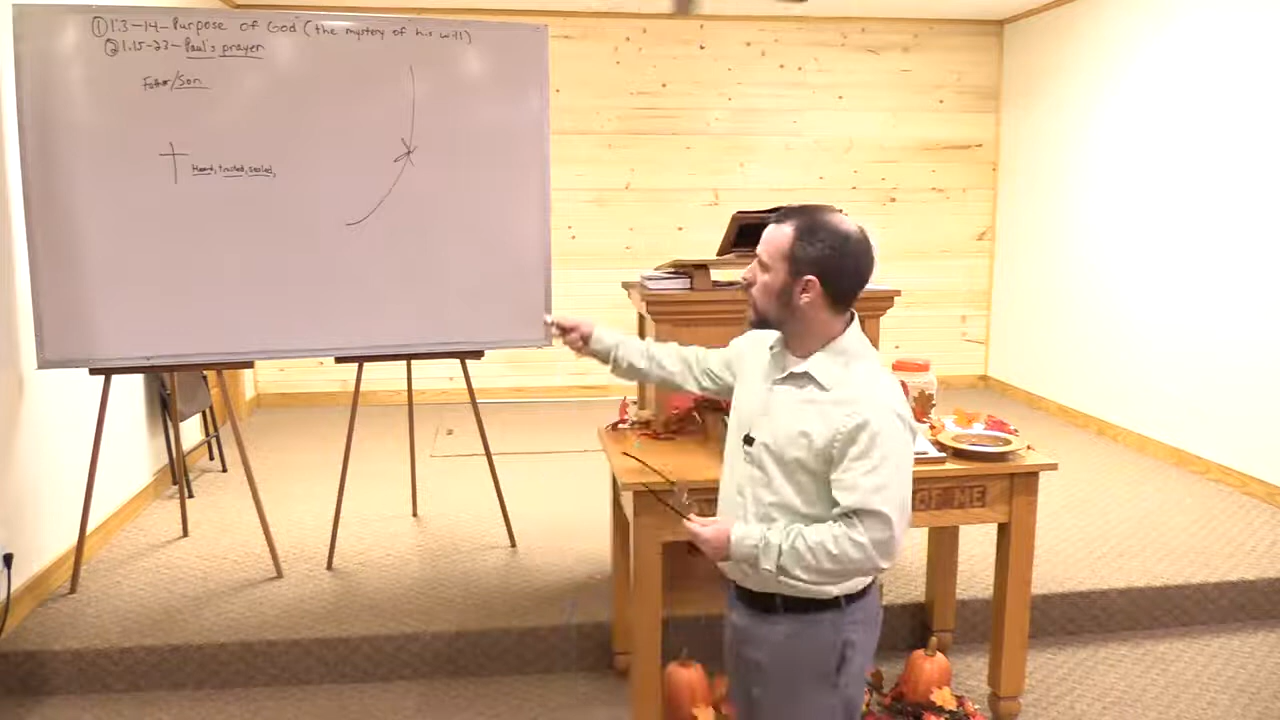 ① 1:3-14- Purpose of God (the mystery of his will)
② 1:15-23- Paul's prayer
Father/Son
Heard, trusted, sealed,
OF ME